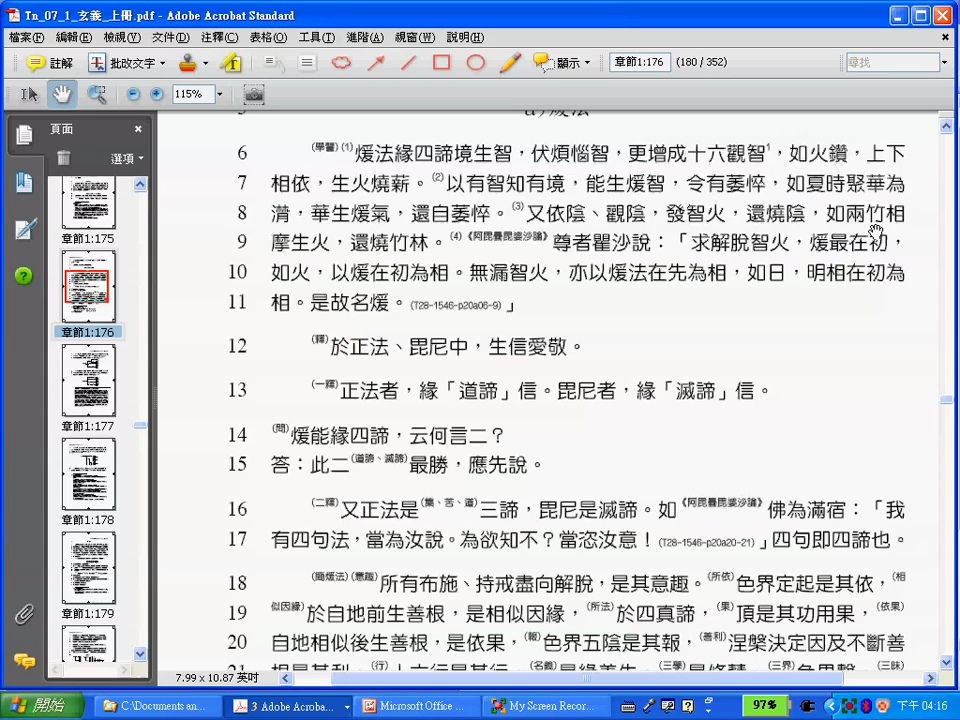 Tn_07_1_玄義_上冊.pdf - Adobe Acrobat Standard
檔案(F) 編輯(E) 檢視(V) 文件(D) 注釋(C) 表格(O) 工具(T) 進階(A) 視窗(W) 說明(H)
註解 批改文字 顯示 章節1:176 (180 / 352) 尋找
115%
頁面
選項
章節1:175
章節1:176
章節1:177
章節1:178
章節1:179
6 (舉譬)(1)煖法緣四諦境生智，伏煩惱智，更增成十六觀智1，如火鑽，上下
7 相依，生火燒薪。(2)以有智知有境，能生煖智，令有萎悴，如夏時聚華為
8 𧂐，華生煖氣，還自萎悴。(3)又依陰、觀陰，發智火，還燒陰，如兩竹相
9 摩生火，還燒竹林。(4)《阿毘曇毘婆沙論》尊者瞿沙說：「求解脫智火，煖最在初，
10 如火，以煖在初為相。無漏智火，亦以煖法在先為相，如日，明相在初為
11 相。是故名煖。(T28-1546-p20a06-9)」
12 (釋)於正法、毘尼中，生信愛敬。
13 (一釋)正法者，緣「道諦」信。毘尼者，緣「滅諦」信。
14 (問)煖能緣四諦，云何言二？
15 答：此二(道諦、滅諦)最勝，應先說。
16 (二釋)又正法是(集、苦、道)三諦，毘尼是滅諦。如《阿毘曇毘婆沙論》佛為滿宿：「我
17 有四句法，當為汝說。為欲知不？當恣汝意！(T28-1546-p20a20-21)」四句即四諦也。
18 (簡煖法)(意趣)所有布施、持戒盡向解脫，是其意趣。(所依)色界定起是其依，(相
19 似因緣)於自地前生善根，是相似因緣，(所法)於四真諦，(果)頂是其功用果，(依果)
20 自地相似後生善根，是依果，(報)色界五陰是其報，(善利)涅槃決定因及不斷善
7.99 x 10.87 英吋
開始 C:\Documents an... 3 Adobe Acroba... Microsoft Office ... My Screen Recor... 97% 下午 04:16